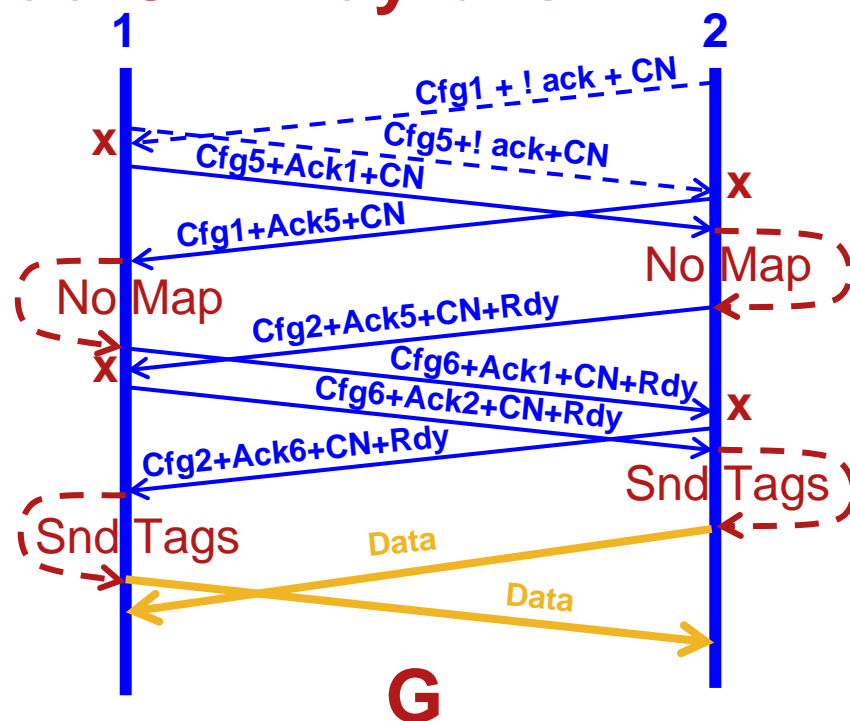 1 2
Cfg1 + ! ack + CN
x
Cfg5+! ack+CN
Cfg5+Ack1+CN
x
Cfg1+Ack5+CN
No Map
No Map
Cfg2+Ack5+CN+Rdy
x
Cfg6+Ack1+CN+Rdy
Cfg6+Ack2+CN+Rdy
x
Cfg2+Ack6+CN+Rdy
Snd Tags
Snd Tags
Data
Data
G